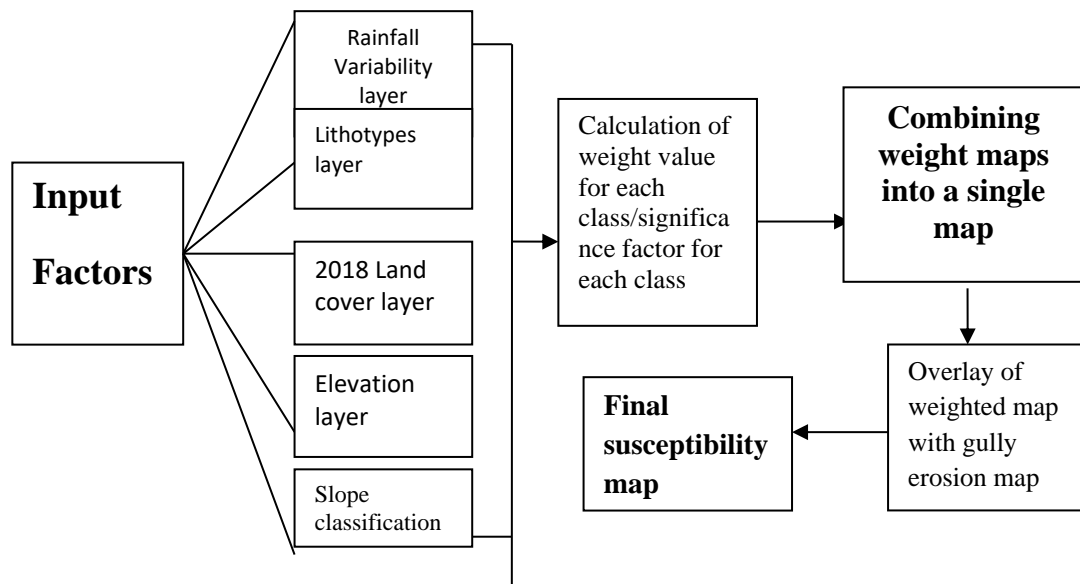 Input
Factors
Rainfall
Variability
layer
Lithotypes
layer
2018 Land
cover layer
Elevation
layer
Slope
classification
Calculation of
weight value
for each
class/significa
nce factor for
each class
Combining
weight maps
into a single
map
Overlay of
weighted map
with gully
erosion map
Final
susceptibility
map